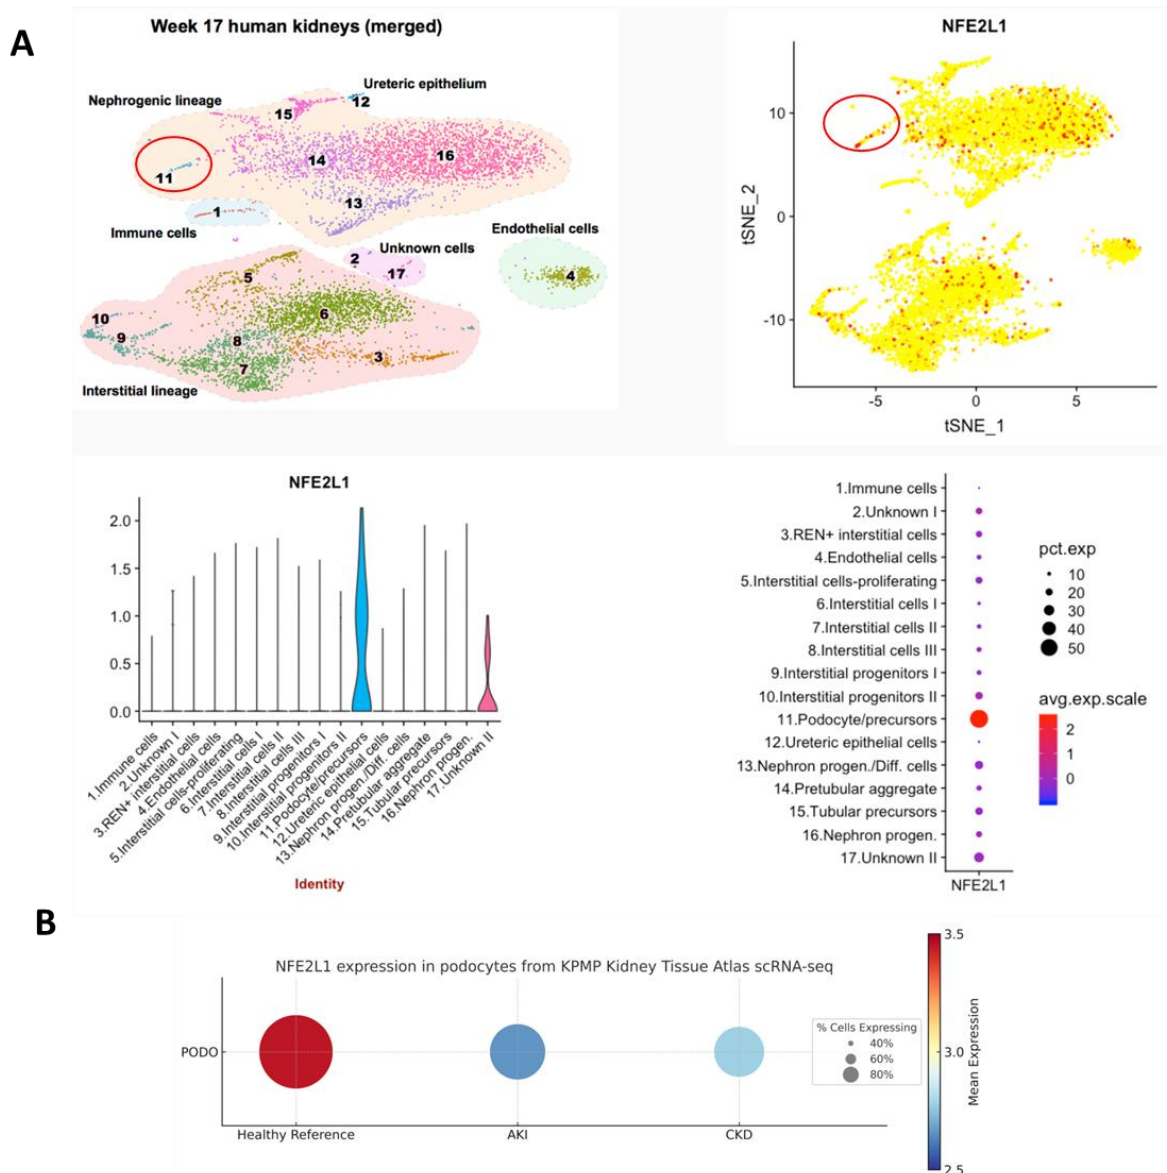 A
Week 17 human kidneys (merged)
Ureteric epithelium
12
Nephrogenic lineage
15
14
16
11
13
1
Immune cells
Endothelial cells
2
Unknown cells
17
4
5
6
10
9
8
3
7
Interstitial lineage
NFE2L1
tSNE_2
10
0
-10
-5
0
5
tSNE_1
NFE2L1
2.0
1.5
1.0
0.5
0.0
1.Immune cells
2.Unknown I
3.REN+ interstitial cells
4.Endothelial cells
5.Interstitial cells-proliferating
6.Interstitial cells I
7.Interstitial cells II
8.Interstitial cells III
9.Interstitial progenitors I
10.Interstitial progenitors II
11.Podocyte/precursors
12.Ureteric epithelial cells
13.Nephron progen/Diff. cells
14.Pretubular aggregate
15.Tubular precursors
16.Nephron progen.
17.Unknown II
Identity
1.Immune cells
2.Unknown I
3.REN+ interstitial cells
4.Endothelial cells
5.Interstitial cells-proliferating
6.Interstitial cells I
7.Interstitial cells II
8.Interstitial cells III
9.Interstitial progenitors I
10.Interstitial progenitors II
11.Podocyte/precursors
12.Ureteric epithelial cells
13.Nephron progen./Diff. cells
14.Pretubular aggregate
15.Tubular precursors
16.Nephron progen.
17.Unknown II
NFE2L1
pct.exp
10
20
30
40
50
avg.exp.scale
2
1
0
B
NFE2L1 expression in podocytes from KPMP Kidney Tissue Atlas scRNA-seq
PODO
Healthy Reference
AKI
CKD
% Cells Expressing
40%
60%
80%
3.5
3.0
2.5
Mean Expression